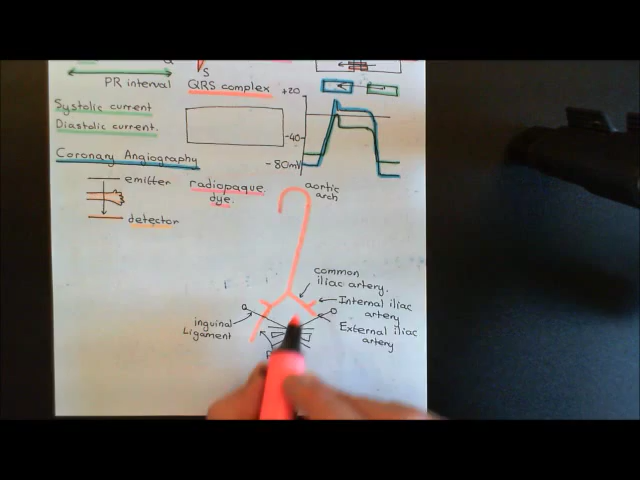 Q
S
PR interval
QRS complex
+20
Systolic current
Diastolic current.
-40
-80mV
Coronary Angiography
emitter
radiopaque
dye.
detector
aortic
arch
common
iliac artery.
Internal iliac
artery
External iliac
artery
inguinal
Ligament